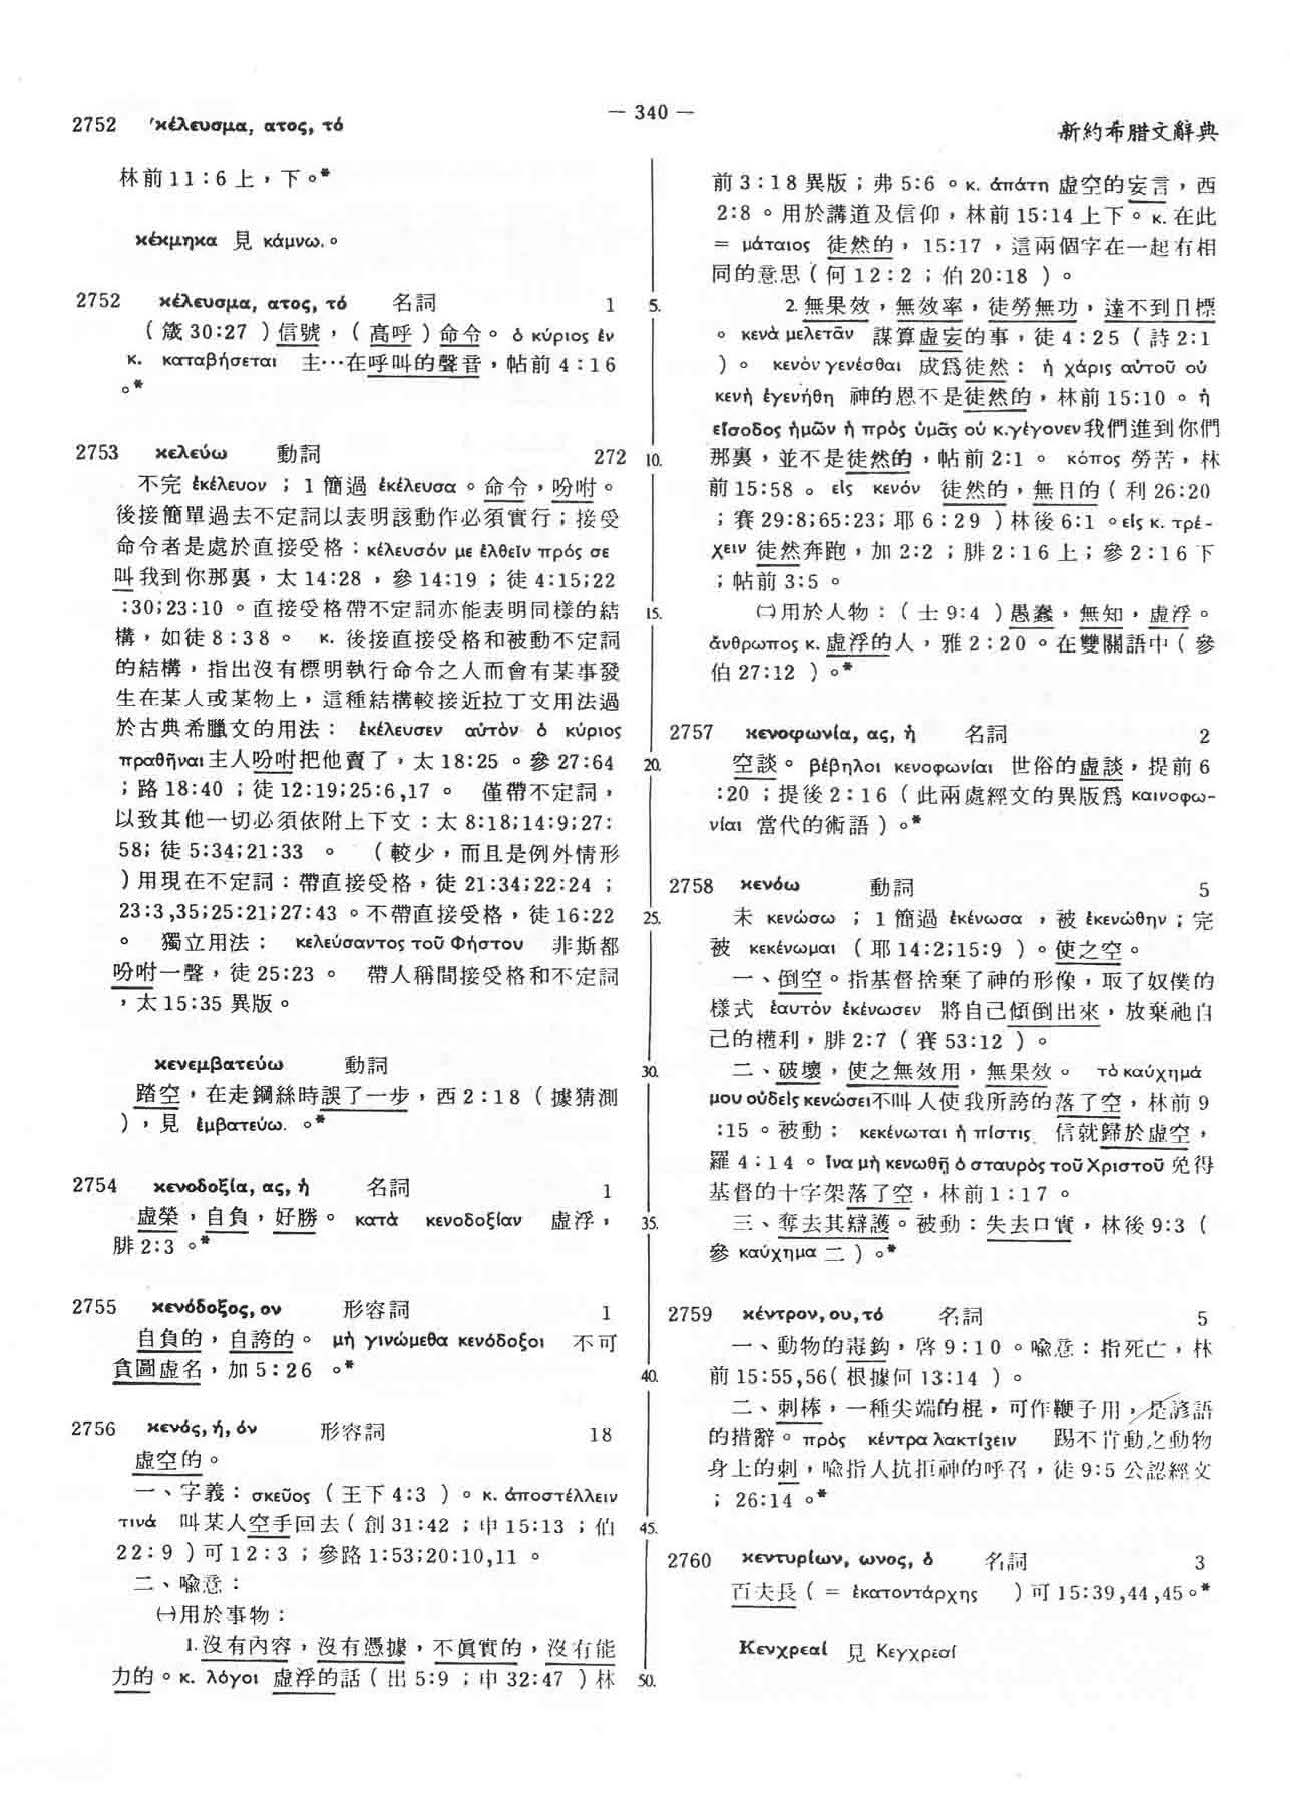 2752 'κέλευσμα, ατος, τό
— 340 —
新約希腊文辭典
林前11:6上，下。*
κέκμηκα 見 κάμνω.。
2752 κέλευσμα, ατος, τό 名詞 1
（箴30:27）信號，（高呼）命令。ὁ κύριος ἐν
κ. καταβήσεται 主…在呼叫的聲音，帖前4:16
。*
2753 κελεύω 動詞 272
不完 ἐκέλευον ；1簡過 ἐκέλευσα。命令，吩咐。
後接簡單過去不定詞以表明該動作必須實行；接受
命令者是處於直接受格：κέλευσόν με ἐλθεῖν πρός σε
叫我到你那裏，太14:28，參14:19；徒4:15;22
:30;23:10。直接受格帶不定詞亦能表明同樣的結
構，如徒8:38。 κ. 後接直接受格和被動不定詞
的結構，指出沒有標明執行命令之人而會有某事發
生在某人或某物上，這種結構較接近拉丁文用法過
於古典希臘文的用法： ἐκέλευσεν αὐτὸν ὁ κύριος
πραθῆναι主人吩咐把他賣了，太18:25。參27:64
；路18:40；徒12:19;25:6,17。 僅帶不定詞，
以致其他一切必須依附上下文：太8:18;14:9;27:
58; 徒5:34;21:33 。 （較少，而且是例外情形
）用現在不定詞：帶直接受格，徒21:34;22:24；
23:3,35;25:21;27:43。不帶直接受格，徒16:22
。 獨立用法： κελεύσαντος τοῦ Φήστου 非斯都
吩咐一聲，徒25:23。 帶人稱間接受格和不定詞
，太15:35異版。
κενεμβατεύω 動詞
踏空，在走鋼絲時誤了一步，西2:18（據猜測
），見 ἐμβατεύω. 。*
2754 κενοδοξία, ας, ἡ 名詞 1
虛榮，自負，好勝。κατὰ κενοδοξίαν 虛浮，
腓2:3。*
2755 κενόδοξος, ον 形容詞 1
自負的，自誇的。 μὴ γινώμεθα κενόδοξοι 不可
貪圖虛名，加5:26 。*
2756 κενός, ή, όν 形容詞 18
虛空的。
一、字義：σκεῦος（王下4:3）。κ. ἀποστέλλειν
τινά 叫某人空手回去（創31:42；申15:13；伯
22:9）可12:3；參路1:53;20:10,11。
二、喻意：
㈠用於事物：
1.沒有內容，沒有憑據，不眞實的，沒有能
力的。κ. λόγοι 虛浮的話（出5:9；申32:47）林
5.
10.
15.
20.
25.
30.
35.
40.
45.
50.
前3:18異版；弗5:6。κ. ἀπάτη 虛空的妄言，西
2:8。用於講道及信仰，林前15:14上下。κ. 在此
= μάταιος 徒然的，15:17，這兩個字在一起有相
同的意思（何12:2；伯20:18）。
2.無果效，無效率，徒勞無功，達不到目標
。 κενὰ μελετᾶν 謀算虛妄的事，徒4:25（詩2:1
）。 κενόν γενέσθαι 成爲徒然： ἡ χάρις αὐτοῦ οὐ
κενὴ ἐγενήθη 神的恩不是徒然的，林前15:10。ἡ
εἴσοδος ἡμῶν ἡ πρὸς ὑμᾶς οὐ κ.γέγονεν我們進到你們
那裏，並不是徒然的，帖前2:1。 κόπος 勞苦，林
前15:58。 εἰς κενόν 徒然的，無目的（利26:20
；賽29:8;65:23; 耶6:29）林後6:1。εἰς κ. τρέ-
χειν 徒然奔跑，加2:2；腓2:16上；參2:16下
；帖前3:5。
㈡用於人物：（士9:4）愚蠢，無知，虛浮。
ἄνθρωπος κ. 虛浮的人，雅2:20。在雙關語中（參
伯27:12）。*
2757 κενοφωνία, ας, ἡ 名詞 2
空談。βέβηλοι κενοφωνίαι 世俗的虛談，提前6
:20；提後2:16（此兩處經文的異版爲 καινοφω-
νίαι 當代的術語）。*
2758 κενόω 動詞 5
未 κενώσω ；1簡過 ἐκένωσα ，被 ἐκενώθην；完
被 κεκένωμαι（耶14:2;15:9）。使之空。
一、倒空。指基督捨棄了神的形像，取了奴僕的
樣式 ἑαυτὸν ἐκένωσεν 將自己傾倒出來，放棄祂自
己的權利，腓2:7（賽53:12）。
二、破壞，使之無效用，無果效。 τὸ καύχημά
μου οὐδεὶς κενώσει不叫人使我所誇的落了空，林前9
:15。被動： κεκένωται ἡ πίστις 信就歸於虛空，
羅4:14。ἵνα μὴ κενωθῇ ὁ σταυρὸς τοῦ Χριστοῦ 免得
基督的十字架落了空，林前1:17。
三、奪去其辯護。被動：失去口實，林後9:3（
參 καύχημα 二）。*
2759 κέντρον, ου, τό 名詞 5
一、動物的毒鉤，啓9:10。喻意：指死亡，林
前15:55,56(根據何13:14）。
二、刺棒，一種尖端的棍，可作鞭子用，是諺語
的措辭。πρὸς κέντρα λακτίζειν 踢不肯動之動物
身上的刺，喻指人抗拒神的呼召，徒9:5公認經文
；26:14。*
2760 κεντυρίων, ωνος, ὁ 名詞 3
百夫長（= ἑκατοντάρχης ）可15:39,44,45。*
Κενχρεαί 見 Κεγχρεαί